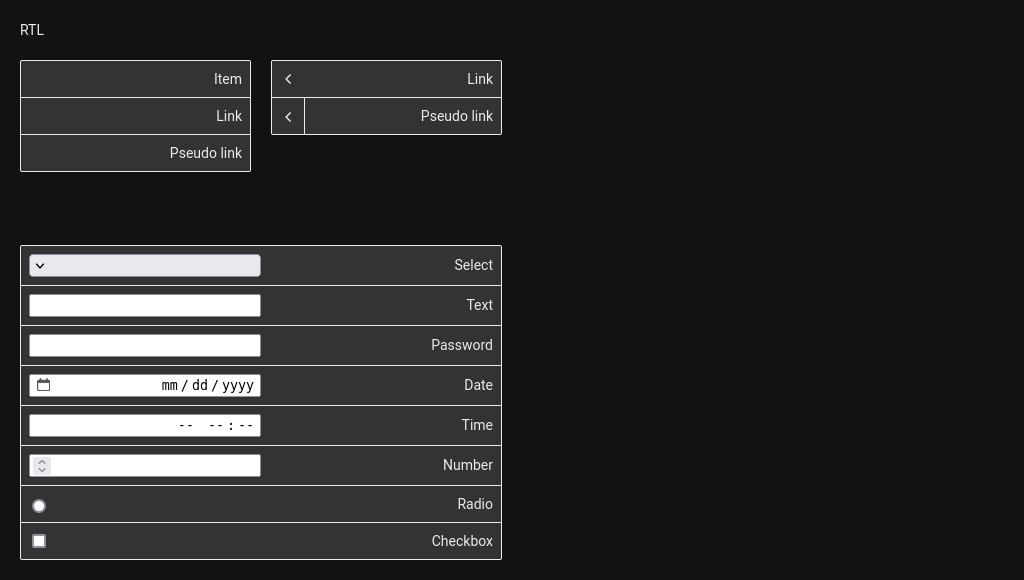 RTL
Item
Link
Pseudo link
Link
Pseudo link
Select
Text
Password
mm/dd/yyyy Date
-- --:-- Time
Number
Radio
Checkbox